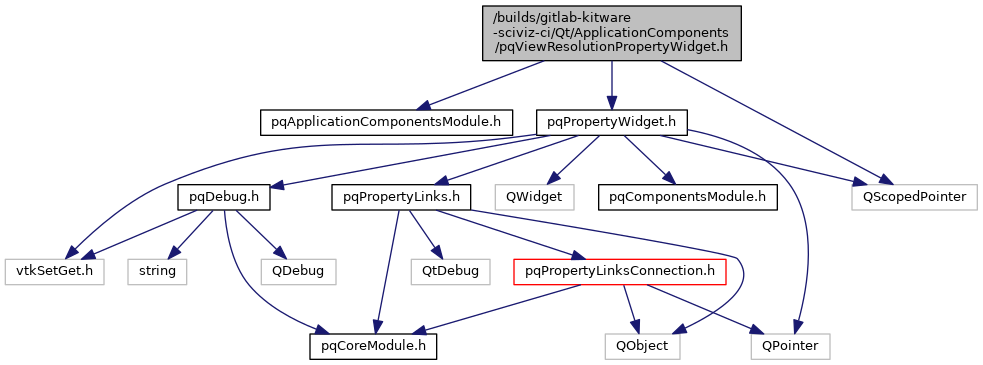 /builds/gitlab-kitware
-sciviz-ci/Qt/ApplicationComponents
/pqViewResolutionPropertyWidget.h
pqApplicationComponentsModule.h
pqPropertyWidget.h
pqDebug.h
pqPropertyLinks.h
QWidget
pqComponentsModule.h
QScopedPointer
vtkSetGet.h
string
QDebug
QtDebug
pqPropertyLinksConnection.h
pqCoreModule.h
QObject
QPointer